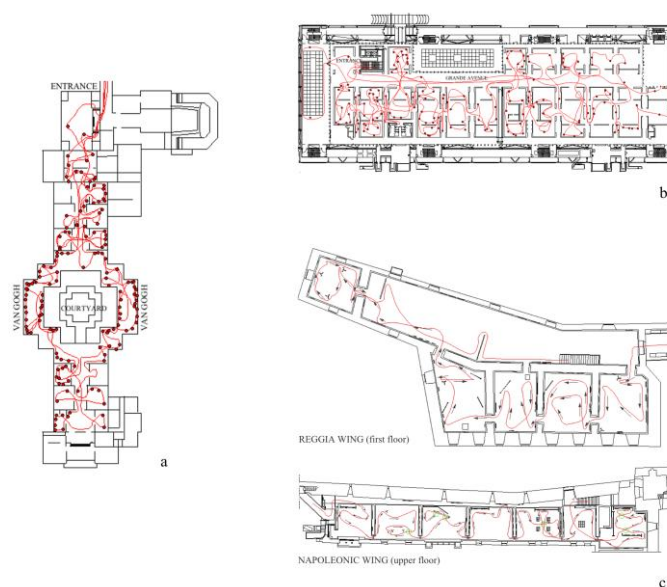 ENTRANCE
VAN GOGH
COURTYARD
VAN GOGH
a
ENTRANCE
GRANDE AVENUE
b
REGGIA WING (first floor)
NAPOLEONIC WING (upper floor)
c